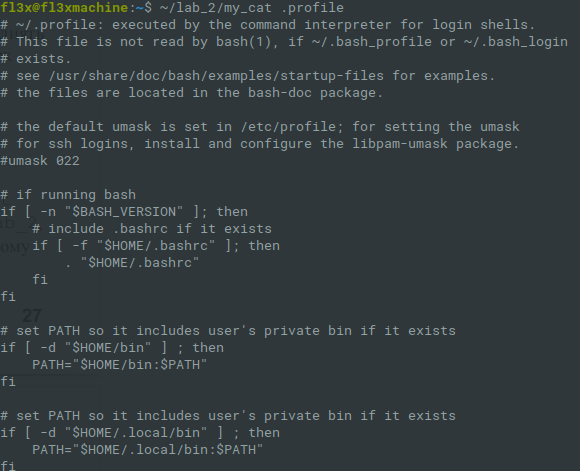 fl3x@fl3xmachine:~$ ~/lab_2/my_cat .profile
# ~/.profile: executed by the command interpreter for login shells.
# This file is not read by bash(1), if ~/.bash_profile or ~/.bash_login
# exists.
# see /usr/share/doc/bash/examples/startup-files for examples.
# the files are located in the bash-doc package.

# the default umask is set in /etc/profile; for setting the umask
# for ssh logins, install and configure the libpam-umask package.
#umask 022

# if running bash
if [ -n "$BASH_VERSION" ]; then
    # include .bashrc if it exists
    if [ -f "$HOME/.bashrc" ]; then
        . "$HOME/.bashrc"
    fi
fi
27

# set PATH so it includes user's private bin if it exists
if [ -d "$HOME/bin" ] ; then
    PATH="$HOME/bin:$PATH"
fi

# set PATH so it includes user's private bin if it exists
if [ -d "$HOME/.local/bin" ] ; then
    PATH="$HOME/.local/bin:$PATH"
fi